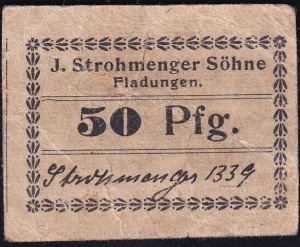 J. Strohmenger Söhne
Fladungen.
50 Pfg.
Strohmenger 1339